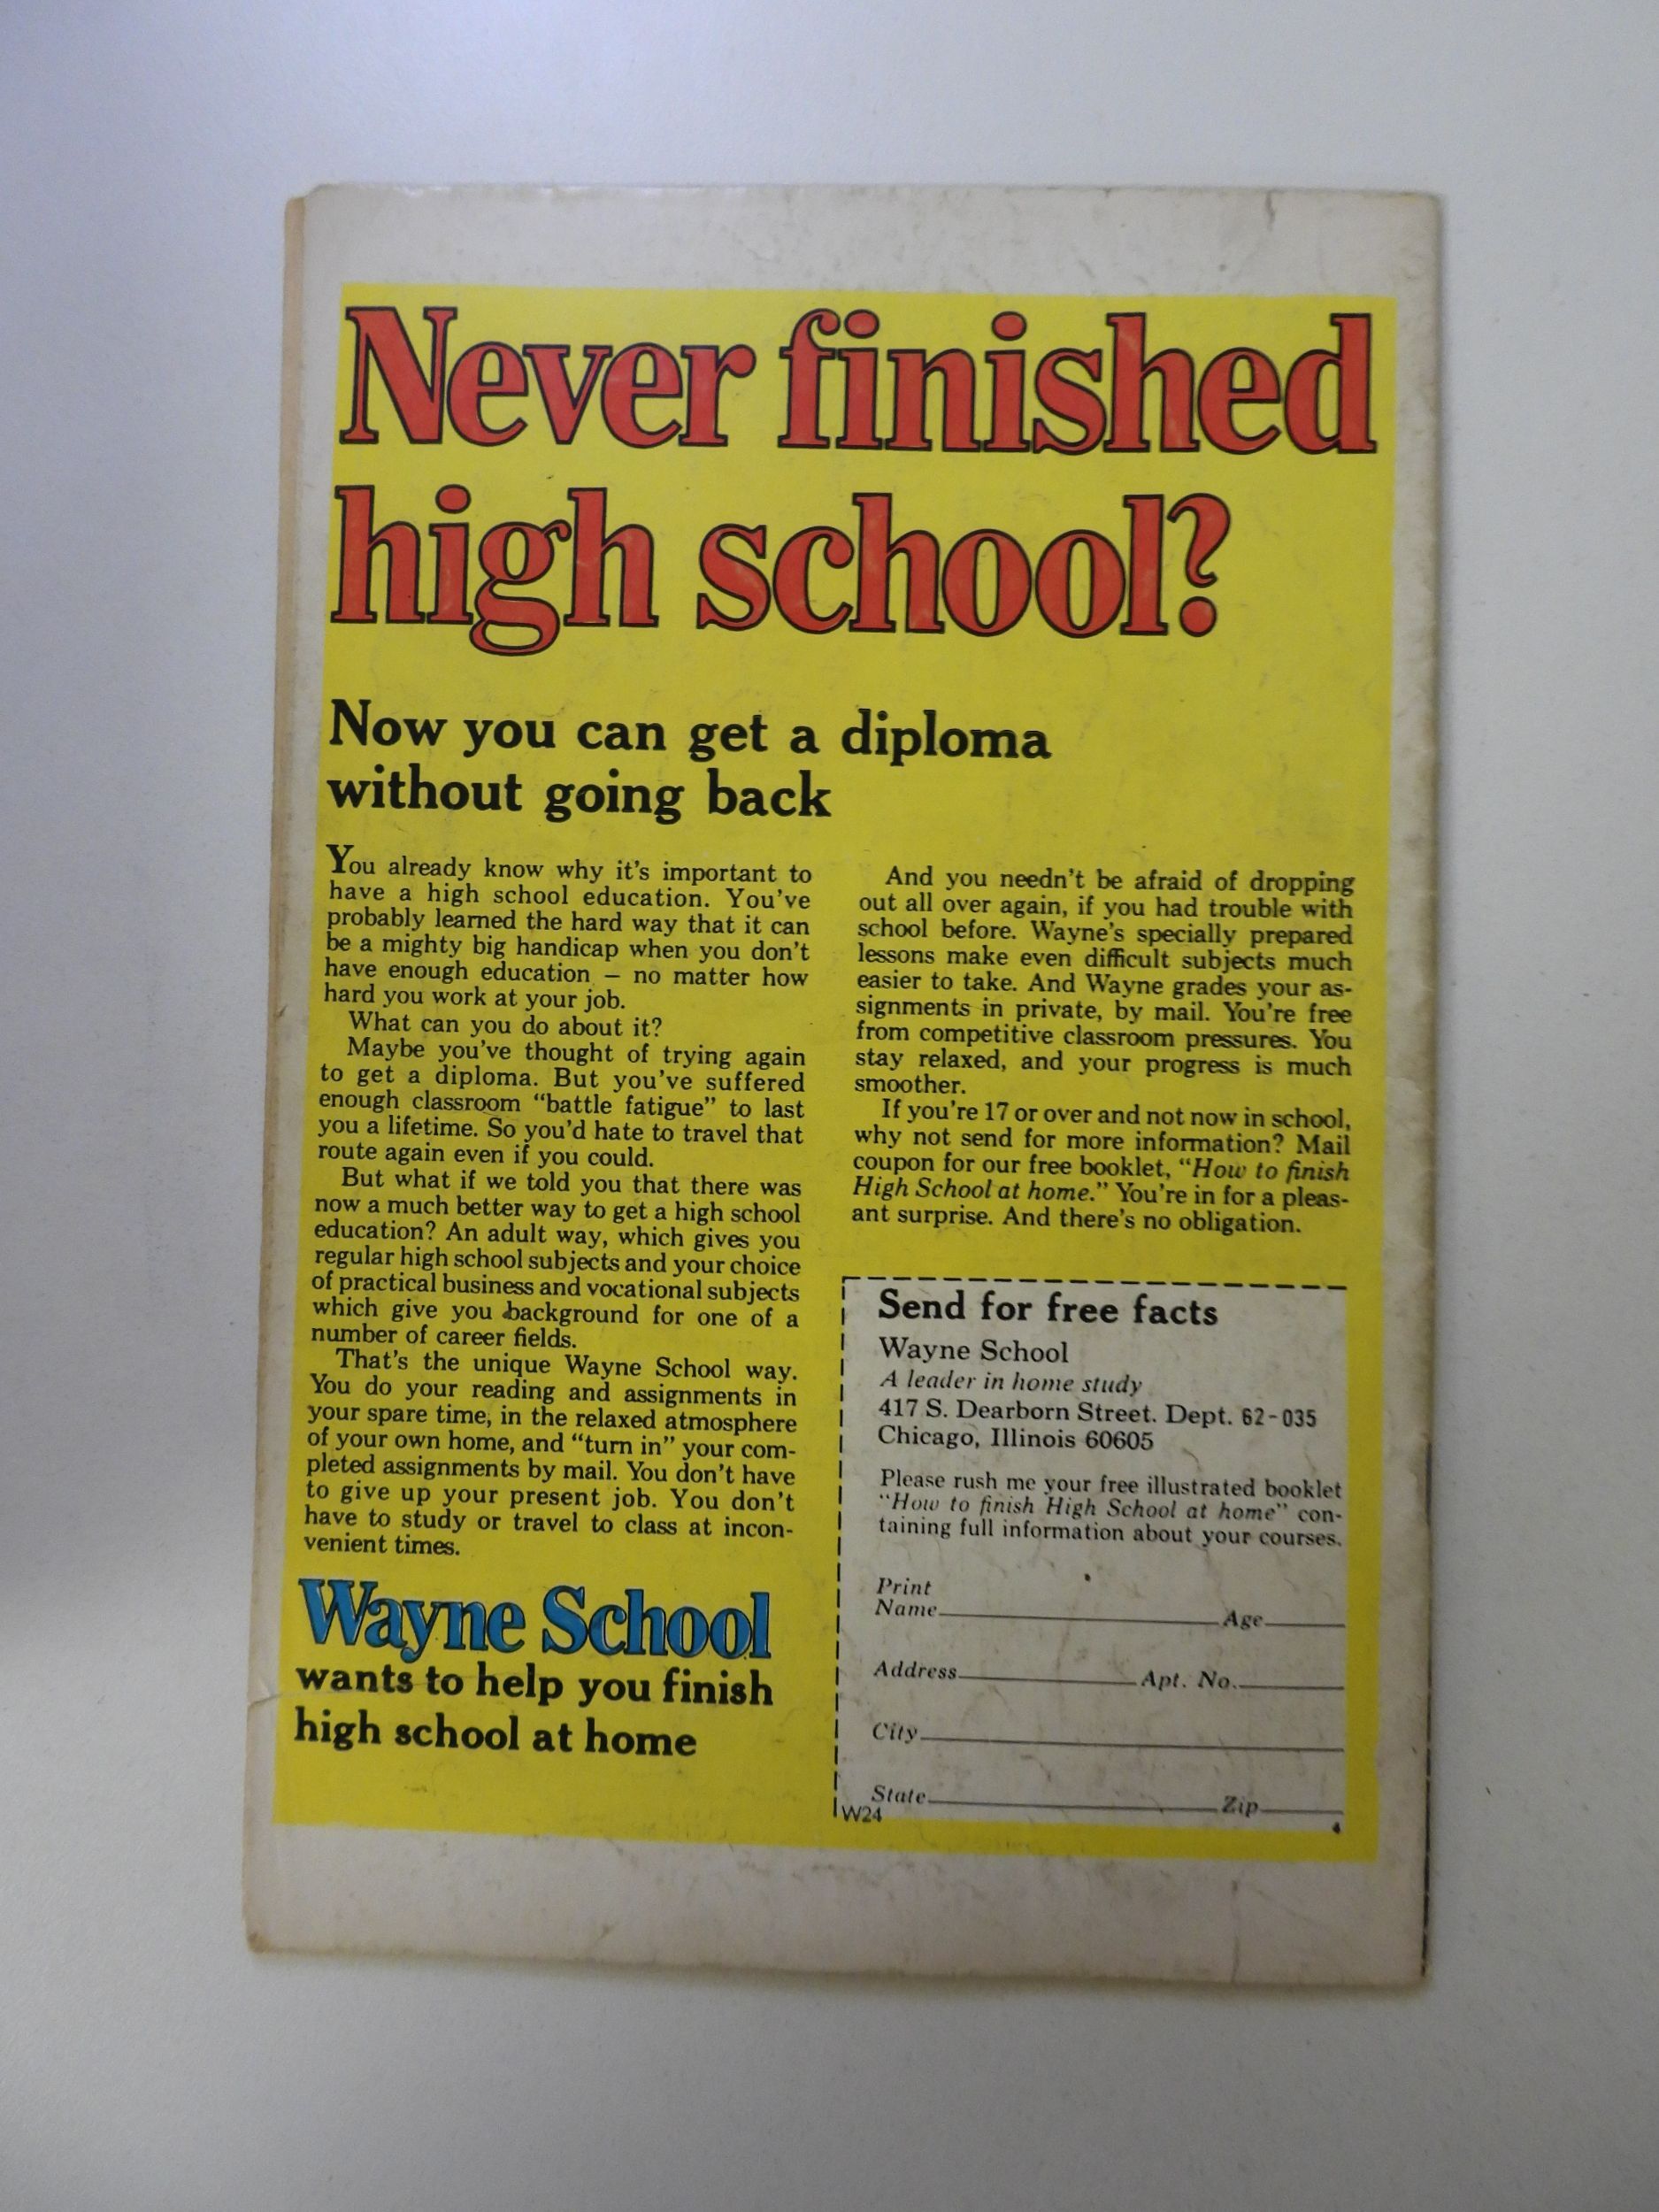 Never finished
high school?
Now you can get a diploma
without going back
You already know why it's important to
have a high school education. You've
probably learned the hard way that it can
be a mighty big handicap when you don't
have enough education – no matter how
hard you work at your job.
What can you do about it?
Maybe you've thought of trying again
to get a diploma. But you've suffered
enough classroom “battle fatigue” to last
you a lifetime. So you'd hate to travel that
route again even if you could.
But what if we told you that there was
now a much better way to get a high school
education? An adult way, which gives you
regular high school subjects and your choice
of practical business and vocational subjects
which give you background for one of a
number of career fields.
That's the unique Wayne School way.
You do your reading and assignments in
your spare time, in the relaxed atmosphere
of your own home, and “turn in” your com-
pleted assignments by mail. You don't have
to give up your present job. You don't
have to study or travel to class at incon-
venient times.
Wayne School
wants to help you finish
high school at home
And you needn't be afraid of dropping
out all over again, if you had trouble with
school before. Wayne's specially prepared
lessons make even difficult subjects much
easier to take. And Wayne grades your as-
signments in private, by mail. You're free
from competitive classroom pressures. You
stay relaxed, and your progress is much
smoother.
If you're 17 or over and not now in school,
why not send for more information? Mail
coupon for our free booklet, “How to finish
High School at home.” You're in for a pleas-
ant surprise. And there's no obligation.
Send for free facts
Wayne School
A leader in home study
417 S. Dearborn Street. Dept. 62-035
Chicago, Illinois 60605
Please rush me your free illustrated booklet
“How to finish High School at home” con-
taining full information about your courses.
Print
Name Age
Address Apt. No.
City
State Zip
W24
4